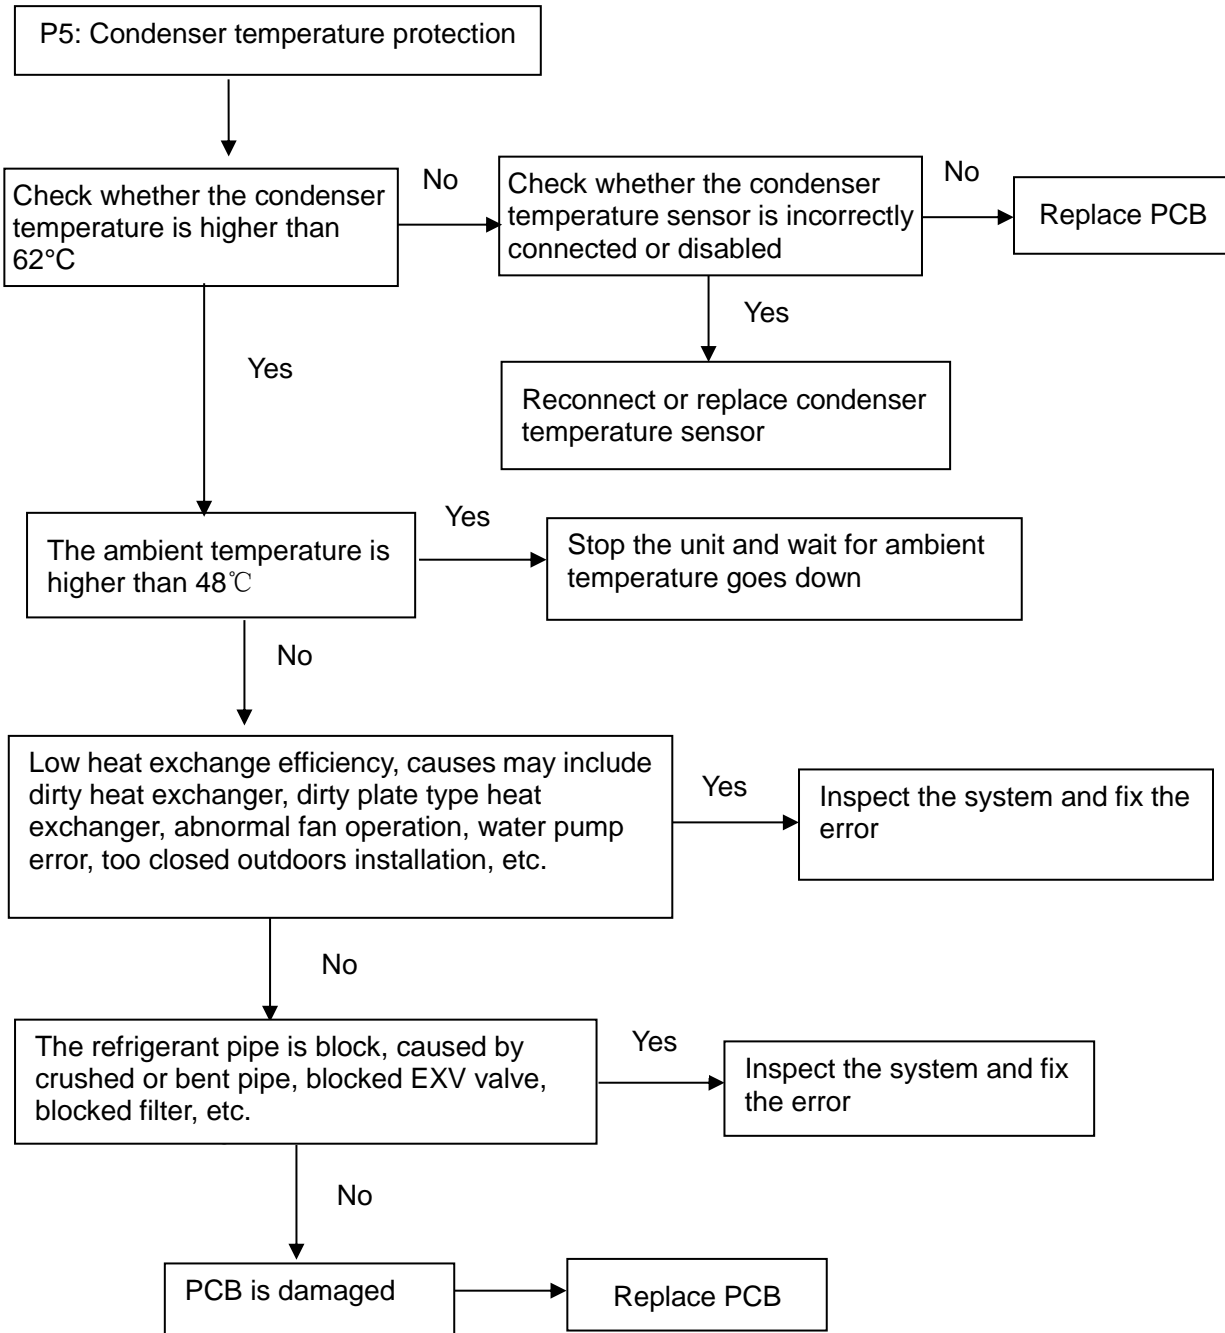 P5: Condenser temperature protection
Check whether the condenser
temperature is higher than
62°C
No
Check whether the condenser
temperature sensor is incorrectly
connected or disabled
No
Replace PCB
Yes
Yes
Reconnect or replace condenser
temperature sensor
The ambient temperature is
higher than 48℃
Yes
Stop the unit and wait for ambient
temperature goes down
No
Low heat exchange efficiency, causes may include
dirty heat exchanger, dirty plate type heat
exchanger, abnormal fan operation, water pump
error, too closed outdoors installation, etc.
Yes
Inspect the system and fix the
error
No
The refrigerant pipe is block, caused by
crushed or bent pipe, blocked EXV valve,
blocked filter, etc.
Yes
Inspect the system and fix
the error
No
PCB is damaged
Replace PCB